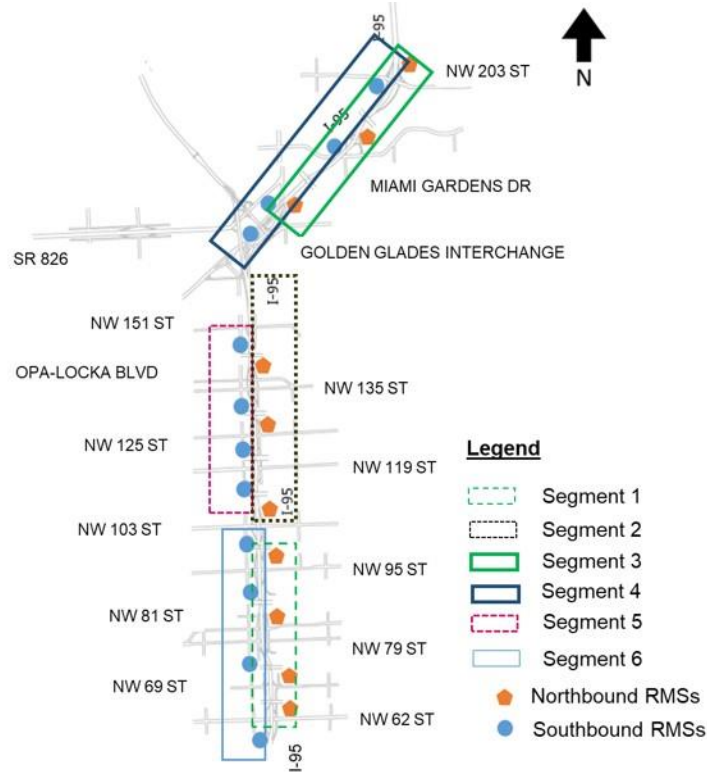 I-95
NW 203 ST
N
I-95
MIAMI GARDENS DR
GOLDEN GLADES INTERCHANGE
SR 826
I-95
NW 151 ST
OPA-LOCKA BLVD
NW 135 ST
NW 125 ST
NW 119 ST
I-95
NW 103 ST
NW 95 ST
NW 81 ST
NW 79 ST
NW 69 ST
NW 62 ST
I-95
Legend
Segment 1
Segment 2
Segment 3
Segment 4
Segment 5
Segment 6
Northbound RMSs
Southbound RMSs